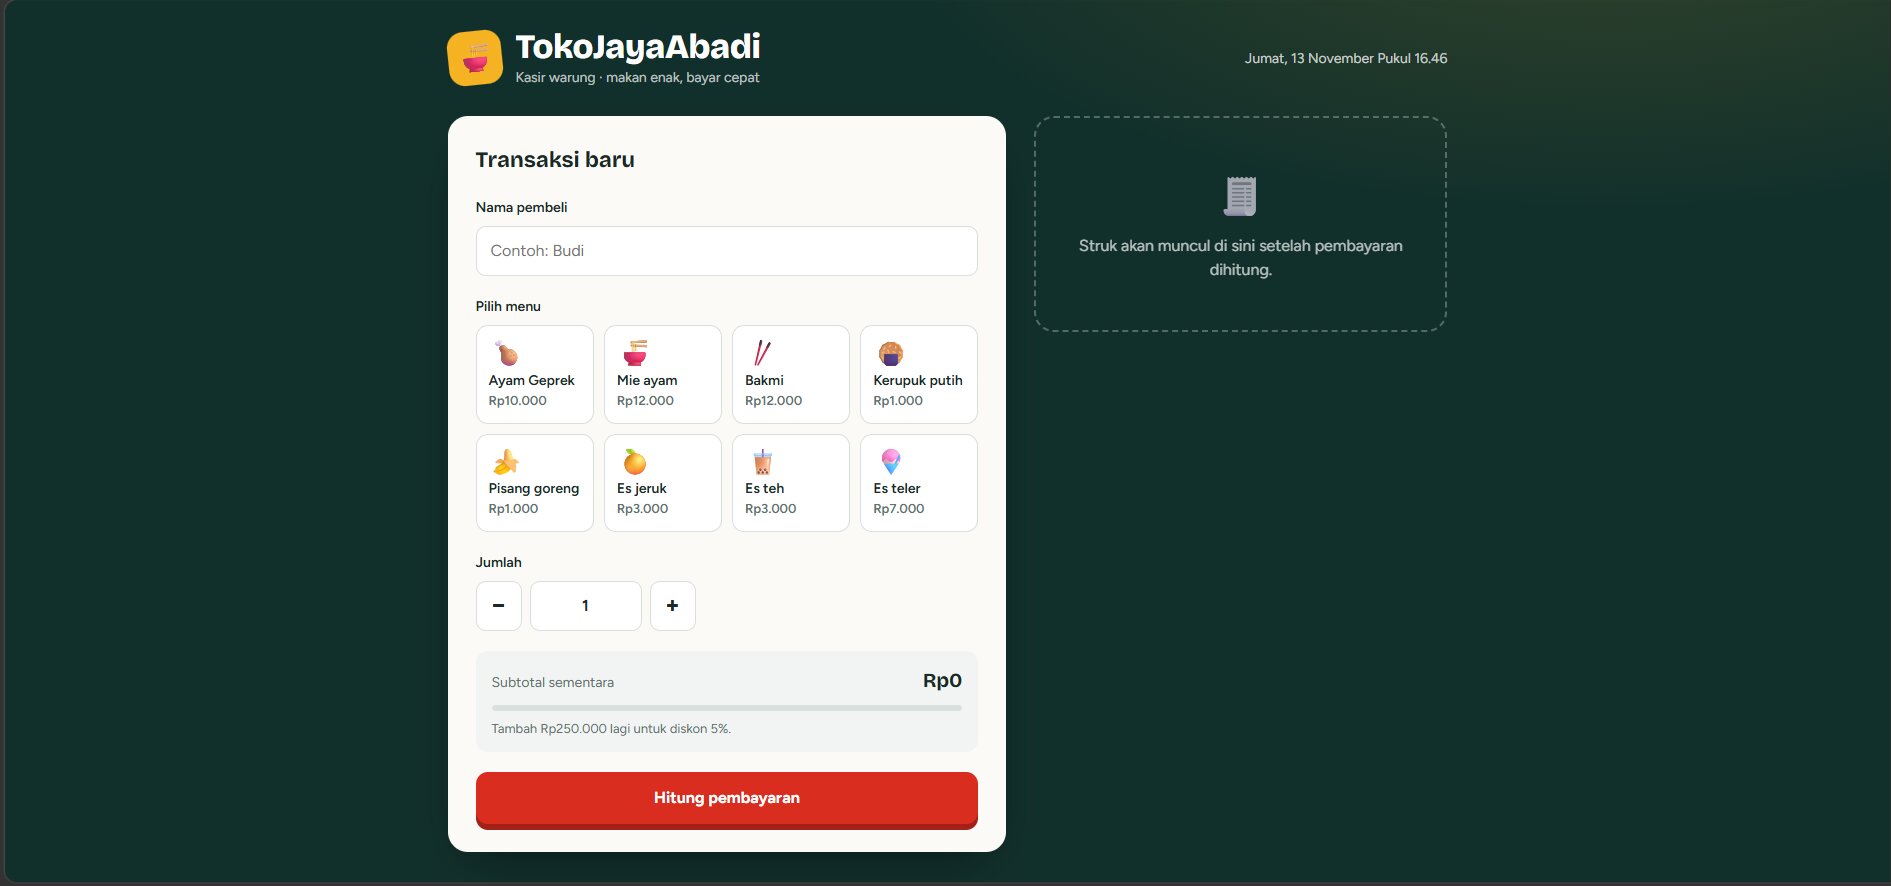 TokoJayaAbadi
Kasir warung · makan enak, bayar cepat
Jumat, 13 November Pukul 16.46
Transaksi baru
Nama pembeli
Contoh: Budi
Pilih menu
Ayam Geprek
Rp10.000
Mie ayam
Rp12.000
Bakmi
Rp12.000
Kerupuk putih
Rp1.000
Pisang goreng
Rp1.000
Es jeruk
Rp3.000
Es teh
Rp3.000
Es teler
Rp7.000
Jumlah
− 1 +
Subtotal sementara Rp0
Tambah Rp250.000 lagi untuk diskon 5%.
Hitung pembayaran
Struk akan muncul di sini setelah pembayaran
dihitung.